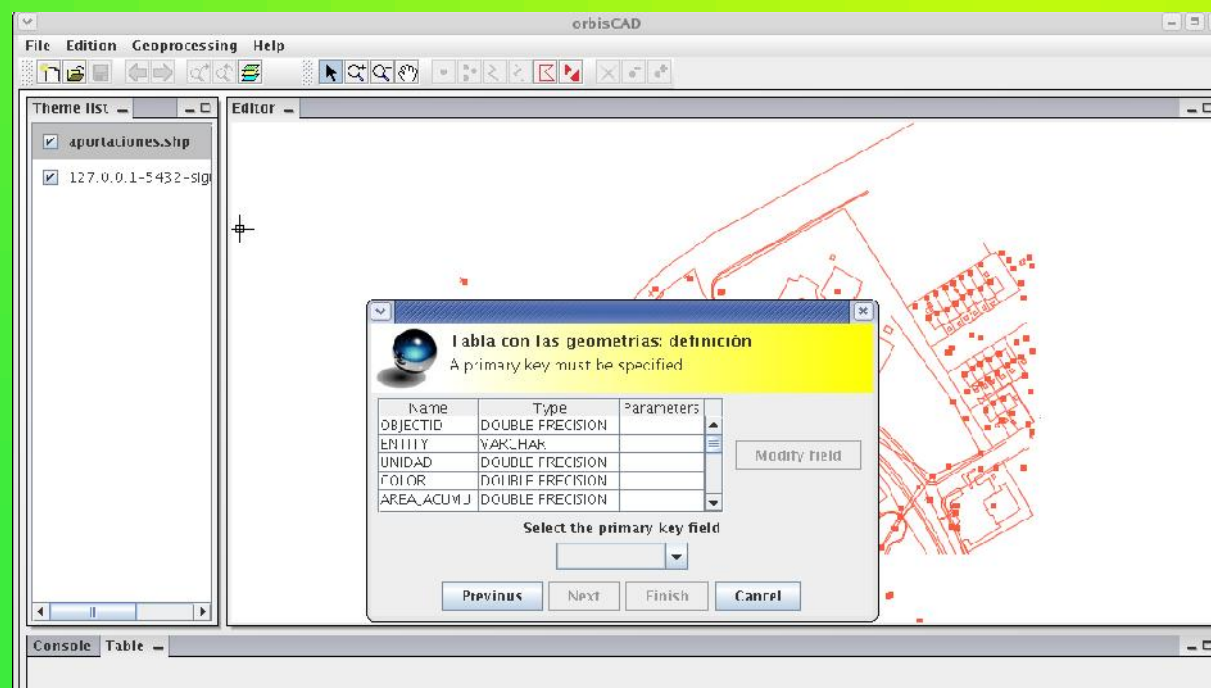 orbisCAD
File Edition Geoprocessing Help
Theme list
Editor
aportaciones.shp
127.0.0.1-5432-sig
Tabla con las geometrías: definición
A primary key must be specified
Name Type Parameters
OBJECTID DOUBLE PRECISION
ENTITY VARCHAR
UNIDAD DOUBLE PRECISION
COLOR DOUBLE PRECISION
AREA_ACUMU DOUBLE PRECISION
Modify field
Select the primary key field
Previous Next Finish Cancel
Console Table